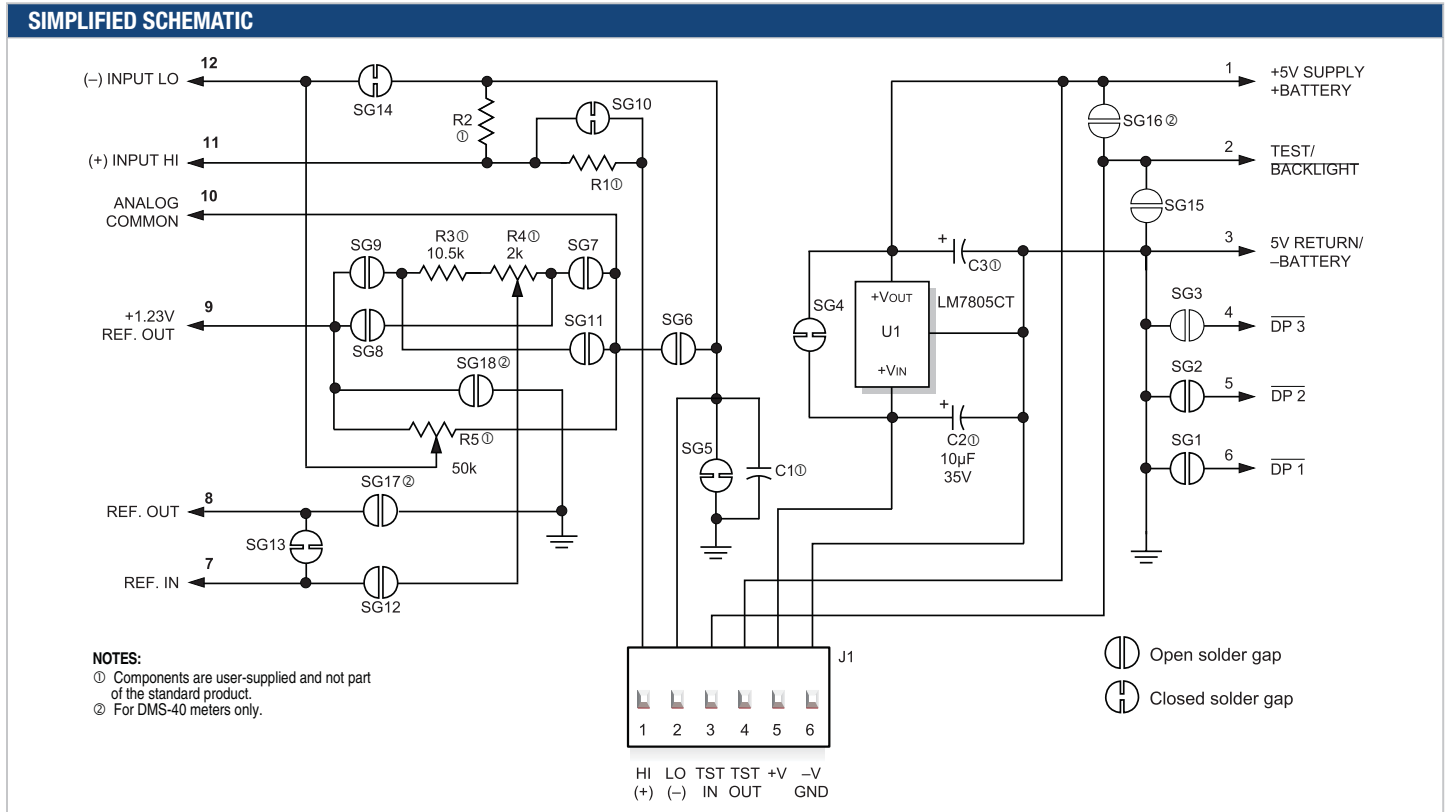 SIMPLIFIED SCHEMATIC
12
(–) INPUT LO
SG14
R2
①
SG10
11
(+) INPUT HI
R1①
10
ANALOG
COMMON
SG9
R3①
10.5k
R4①
2k
SG7
9
+1.23V
REF. OUT
SG8
SG11
SG6
SG18②
R5①
50k
SG17②
8
REF. OUT
SG13
7
REF. IN
SG12
SG5
C1①
1
+5V SUPPLY
+BATTERY
SG16②
2
TEST/
BACKLIGHT
SG15
3
5V RETURN/
–BATTERY
+
C3①
SG4
+VOUT
LM7805CT
U1
+VIN
+
C2①
10µF
35V
SG3
4
DP 3
SG2
5
DP 2
SG1
6
DP 1
NOTES:
① Components are user-supplied and not part
of the standard product.
② For DMS-40 meters only.
J1
1 2 3 4 5 6
HI LO TST TST +V –V
(+) (–) IN OUT GND
Open solder gap
Closed solder gap